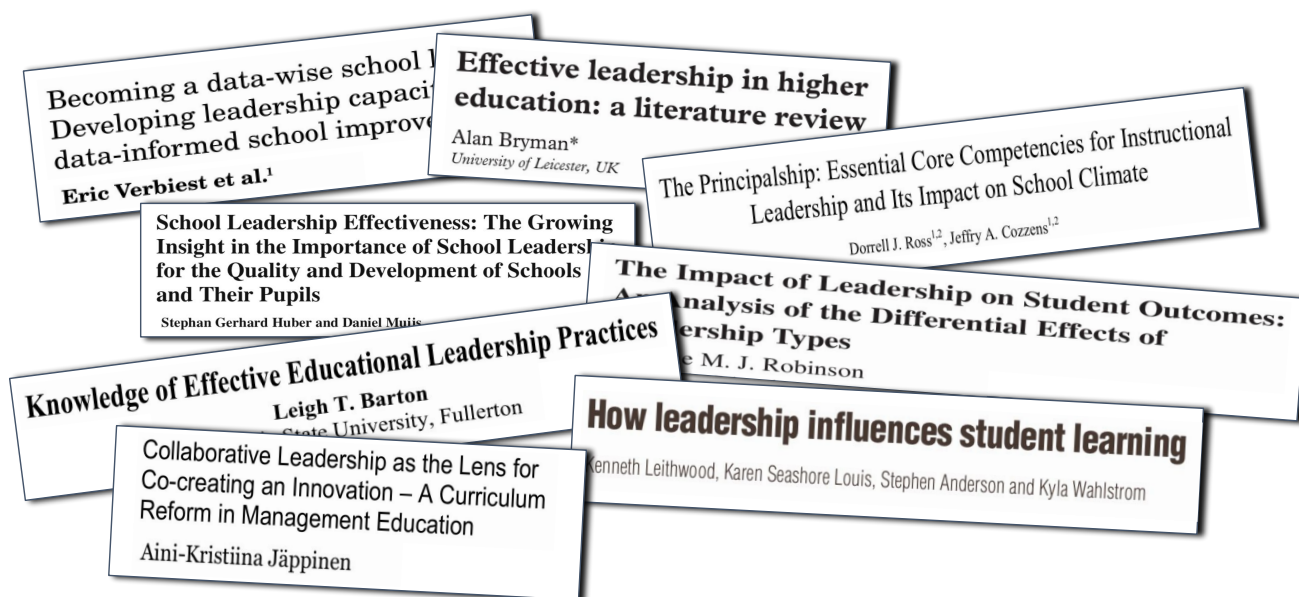 Becoming a data-wise school
Developing leadership
data-informed school
Eric Verbiest et al.¹
Effective leadership in higher
education: a literature review
Alan Bryman*
University of Leicester, UK
The Principalship: Essential Core Competencies for Instructional
Leadership and Its Impact on School Climate
Dorrell J. Ross¹,², Jeffry A. Cozzens¹,²
School Leadership Effectiveness: The Growing
Insight in the Importance of School
for the Quality and Development of Schools
and Their Pupils
Stephan Gerhard Huber and Daniel Muijs
The Impact of Leadership on Student Outcomes:
Analysis of the Differential Effects of
Types
M. J. Robinson
Knowledge of Effective Educational Leadership Practices
Leigh T. Barton
State University, Fullerton
How leadership influences student learning
Kenneth Leithwood, Karen Seashore Louis, Stephen Anderson and Kyla Wahlstrom
Collaborative Leadership as the Lens for
Co-creating an Innovation – A Curriculum
Reform in Management Education
Aini-Kristiina Jäppinen